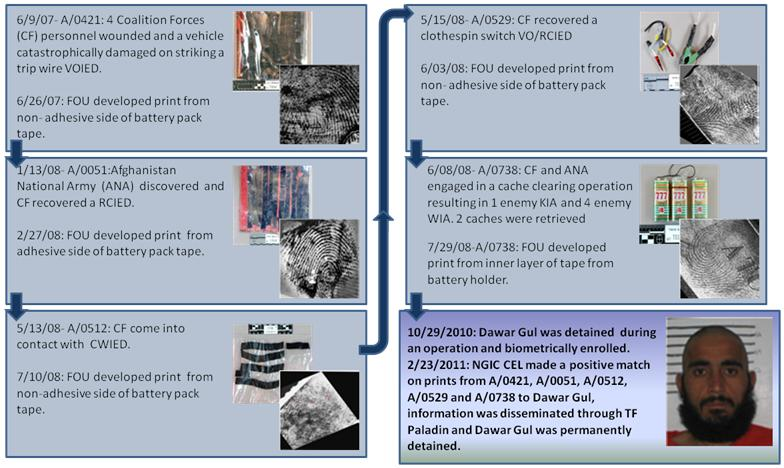 6/9/07- A/0421: 4 Coalition Forces
(CF) personnel wounded and a vehicle
catastrophically damaged on striking a
trip wire VOIED.
6/26/07: FOU developed print from
non- adhesive side of battery pack
tape.
1/13/08- A/0051:Afghanistan
National Army (ANA) discovered and
CF recovered a RCIED.
2/27/08: FOU developed print from
adhesive side of battery pack tape.
5/13/08- A/0512: CF come into
contact with CWIED.
7/10/08: FOU developed print from
non-adhesive side of battery pack
tape.
5/15/08- A/0529: CF recovered a
clothespin switch VO/RCIED
6/03/08: FOU developed print from
non- adhesive side of battery pack
tape.
6/08/08- A/0738: CF and ANA
engaged in a cache clearing operation
resulting in 1 enemy KIA and 4 enemy
WIA. 2 caches were retrieved
777 777 777
7/29/08-A/0738: FOU developed
print from inner layer of tape from
battery holder.
10/29/2010: Dawar Gul was detained during
an operation and biometrically enrolled.
2/23/2011: NGIC CEL made a positive match
on prints from A/0421, A/0051, A/0512,
A/0529 and A/0738 to Dawar Gul,
information was disseminated through TF
Paladin and Dawar Gul was permanently
detained.